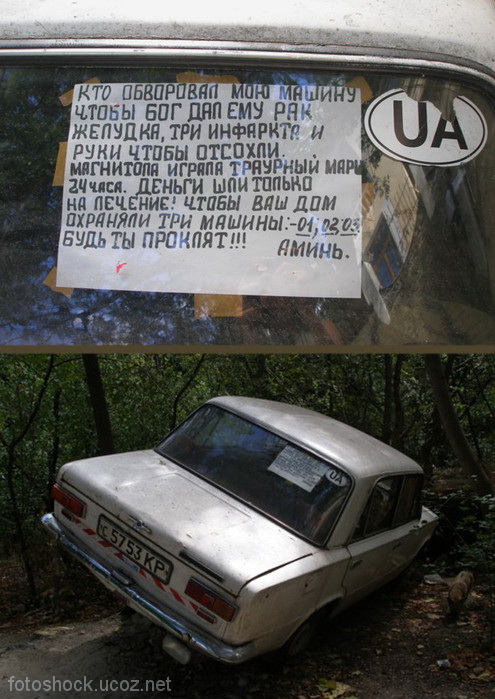 КТО ОБВОРОВАЛ МОЮ МАШИНУ
ЧТОБЫ БОГ ДАЛ ЕМУ РАК
ЖЕЛУДКА, ТРИ ИНФАРКТА И
РУКИ ЧТОБЫ ОТСОХЛИ.
МАГНИТОЛА ИГРАЛА ТРАУРНЫЙ МАРШ
24 ЧАСА. ДЕНЬГИ ШЛИ ТОЛЬКО
НА ЛЕЧЕНИЕ! ЧТОБЫ ВАШ ДОМ
ОХРАНЯЛИ ТРИ МАШИНЫ:-01; 02; 03.
БУДЬ ТЫ ПРОКЛЯТ!!! АМИНЬ.
UA
UA
с 5753 КР
fotoshock.ucoz.net